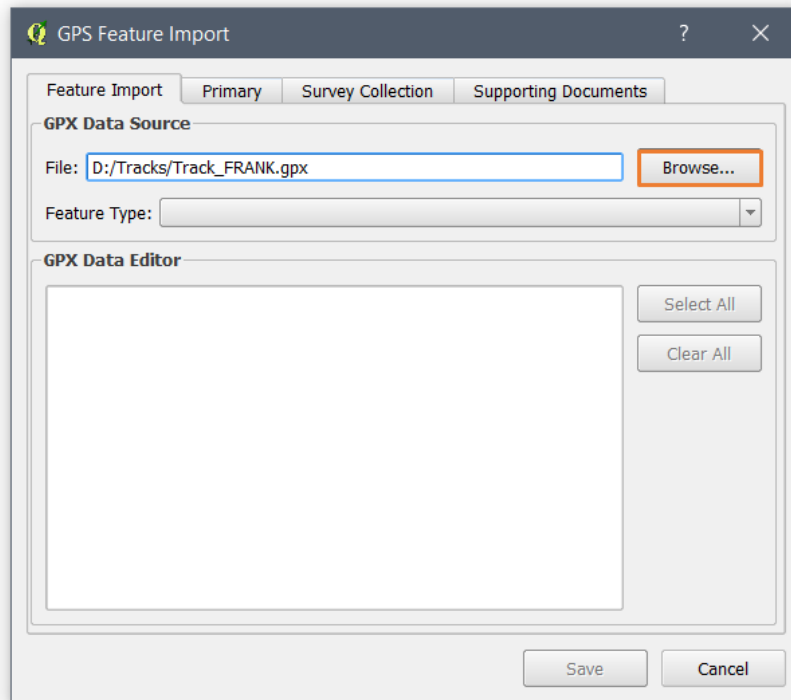 GPS Feature Import
Feature Import Primary Survey Collection Supporting Documents
GPX Data Source
File: D:/Tracks/Track_FRANK.gpx Browse...
Feature Type:
GPX Data Editor
Select All
Clear All
Save Cancel